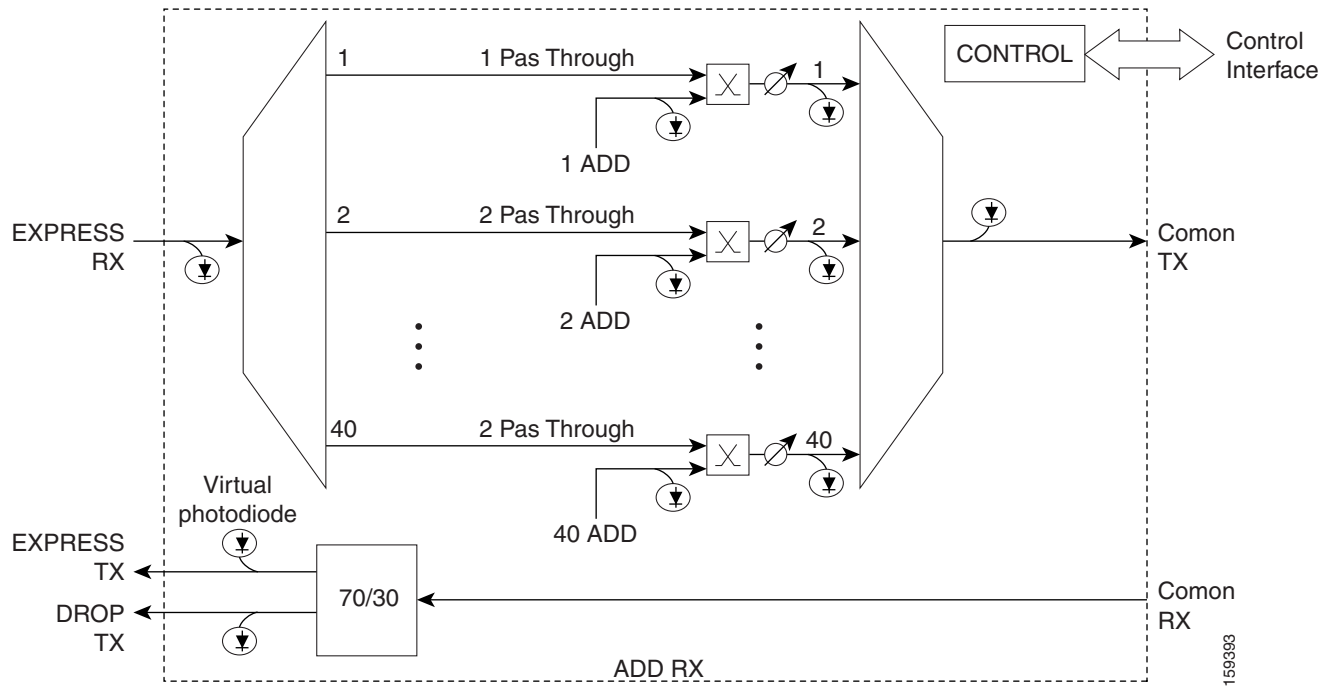 CONTROL
Control
Interface
1
1 Pas Through
1
1 ADD
EXPRESS
RX
2
2 Pas Through
2
2 ADD
Comon
TX
40
2 Pas Through
40
40 ADD
Virtual
photodiode
EXPRESS
TX
DROP
TX
70/30
Comon
RX
ADD RX
159393